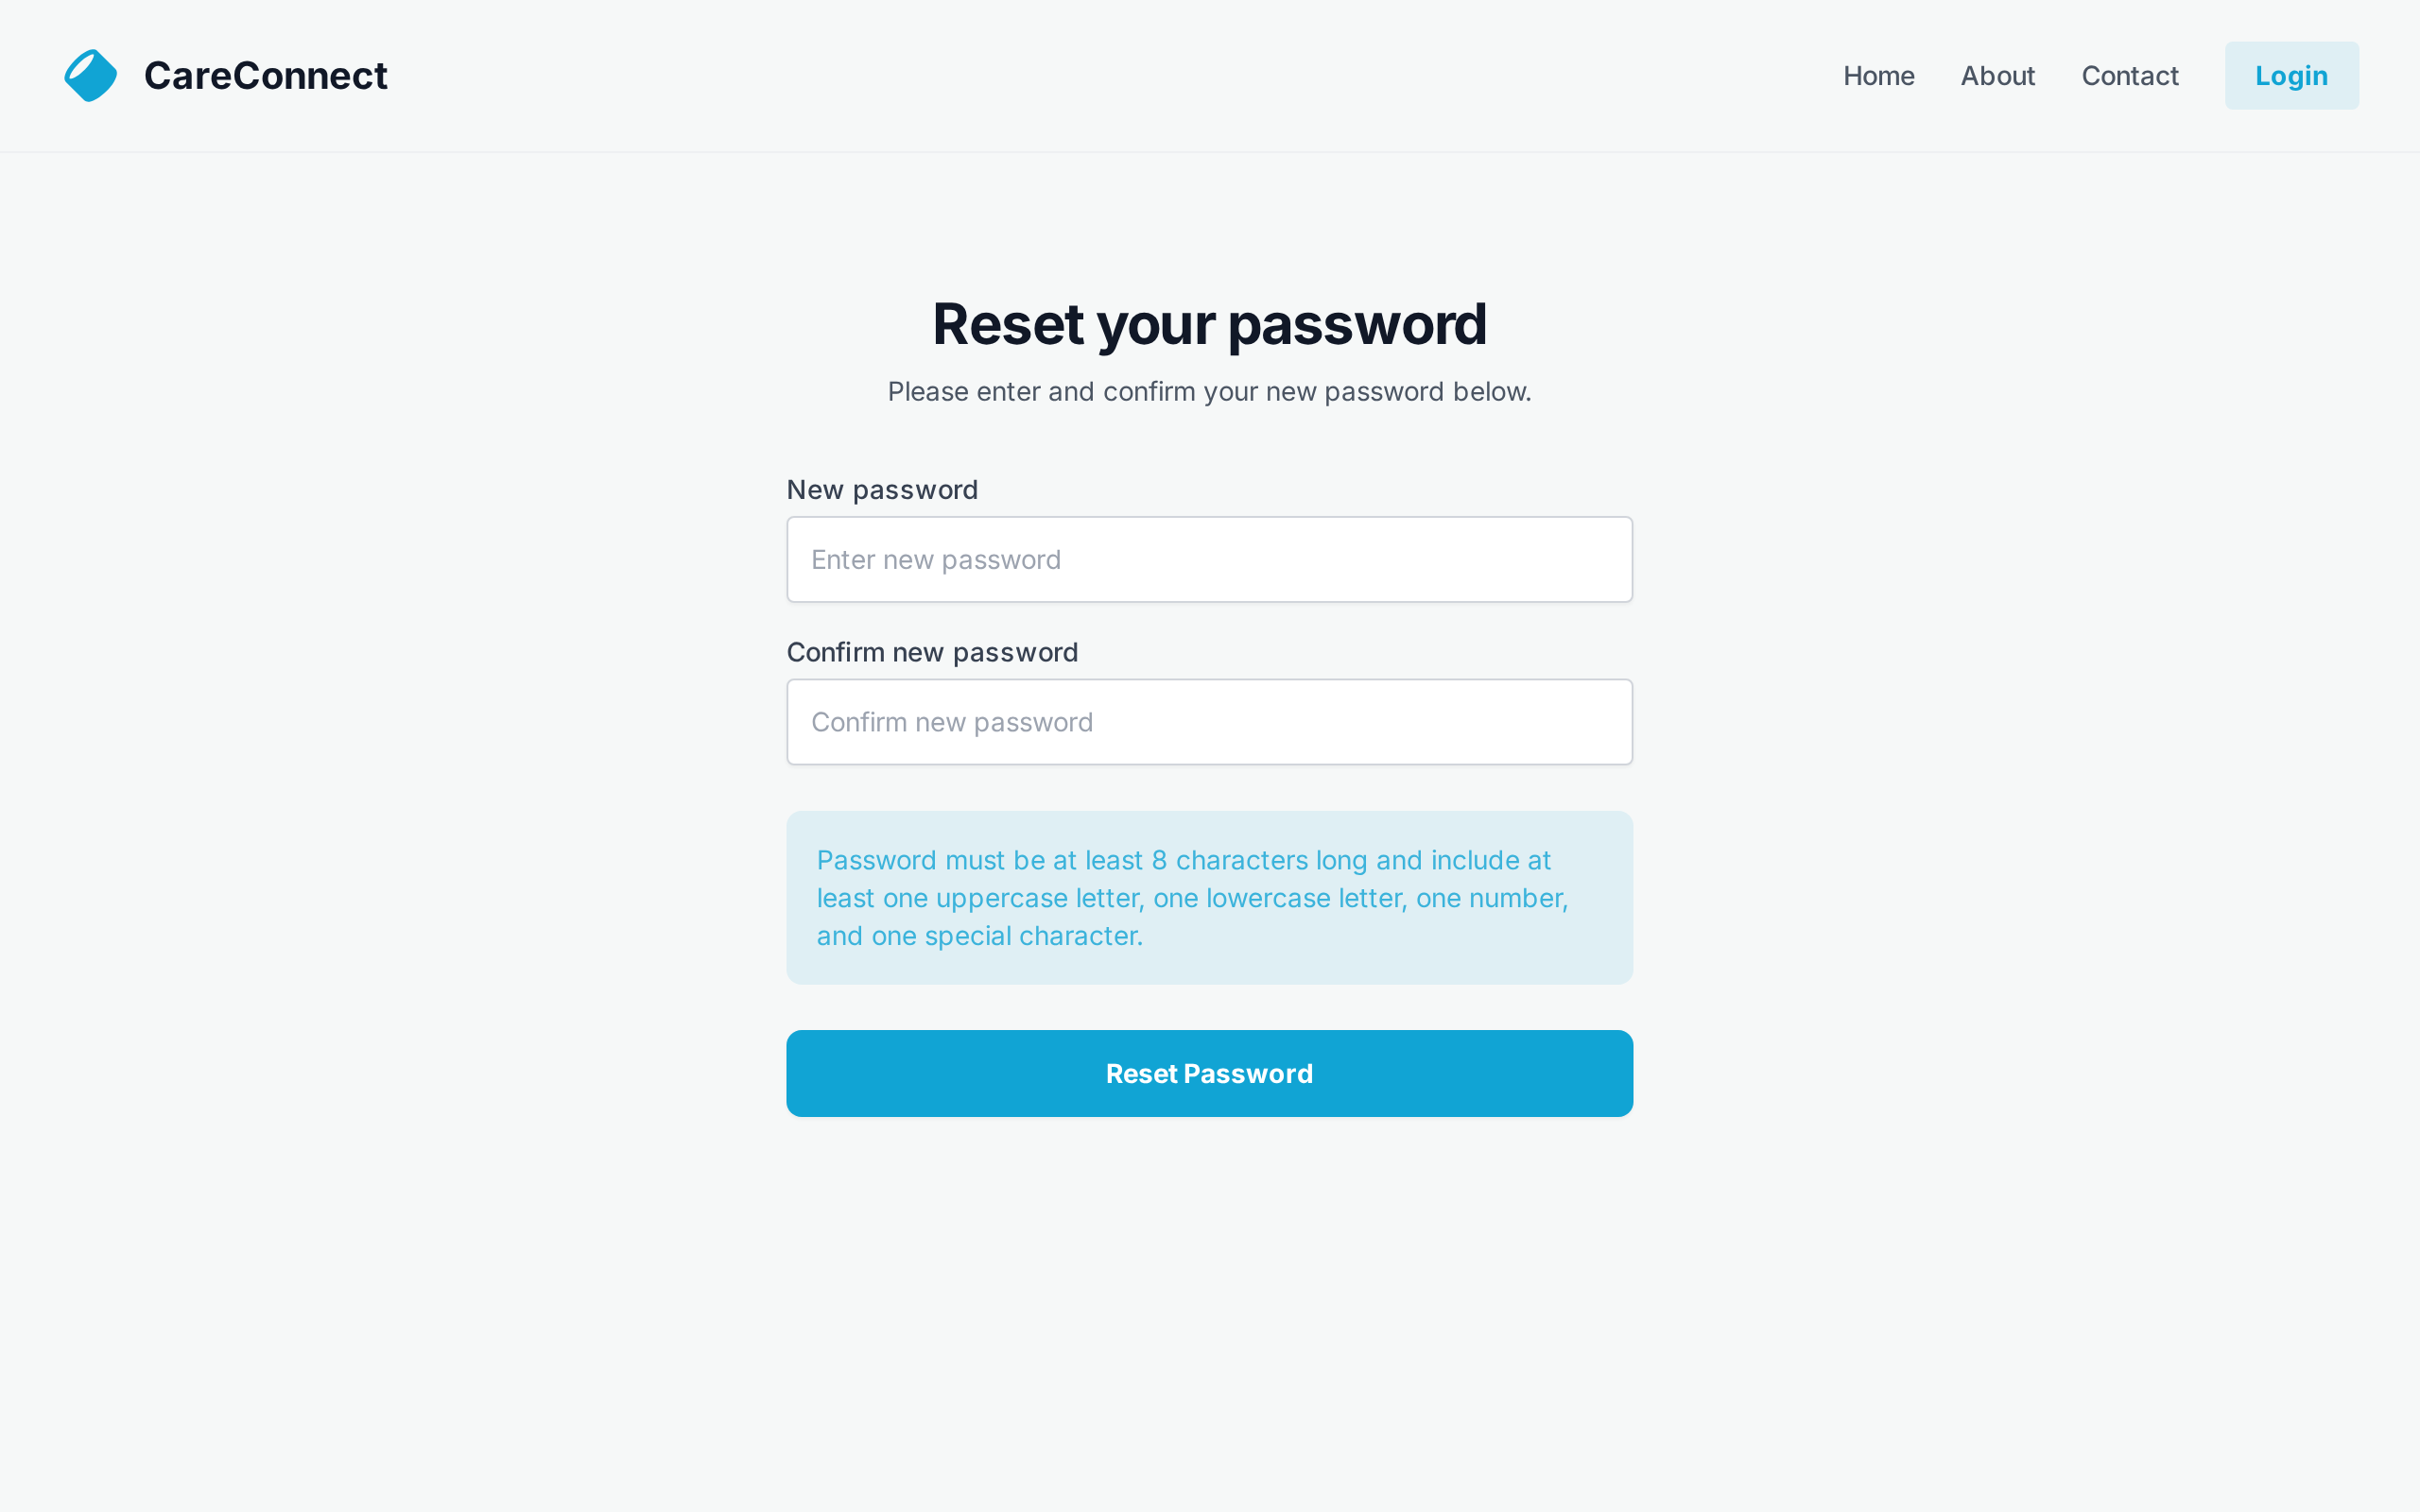 CareConnect
Home
About
Contact
Login
Reset your password
Please enter and confirm your new password below.
New password
Enter new password
Confirm new password
Confirm new password
Password must be at least 8 characters long and include at
least one uppercase letter, one lowercase letter, one number,
and one special character.
Reset Password